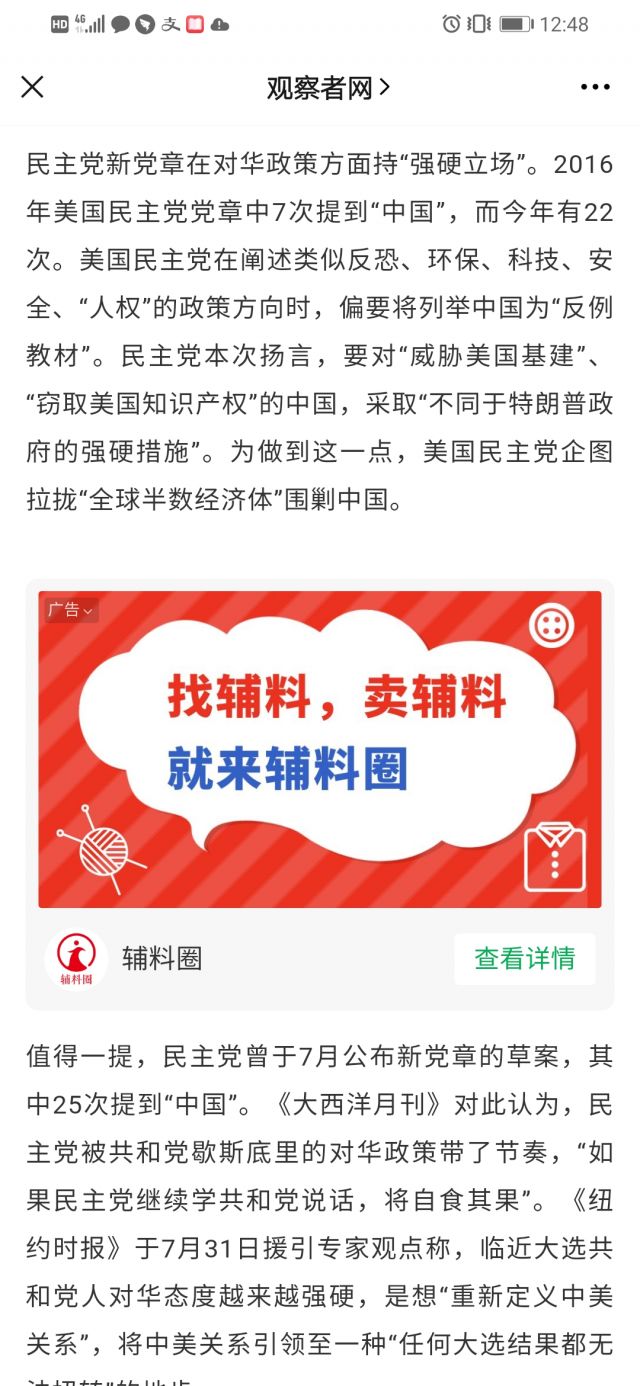 HD 4G 12:48
观察者网
民主党新党章在对华政策方面持“强硬立场”。2016
年美国民主党党章中7次提到“中国”，而今年有22
次。美国民主党在阐述类似反恐、环保、科技、安
全、“人权”的政策方向时，偏要将列举中国为“反例
教材”。民主党本次扬言，要对“威胁美国基建”、
“窃取美国知识产权”的中国，采取“不同于特朗普政
府的强硬措施”。为做到这一点，美国民主党企图
拉拢“全球半数经济体”围剿中国。
广告
找辅料，卖辅料
就来辅料圈
辅料圈
辅料圈
查看详情
值得一提，民主党曾于7月公布新党章的草案，其
中25次提到“中国”。《大西洋月刊》对此认为，民
主党被共和党歇斯底里的对华政策带了节奏，“如
果民主党继续学共和党说话，将自食其果”。《纽
约时报》于7月31日援引专家观点称，临近大选共
和党人对华态度越来越强硬，是想“重新定义中美
关系”，将中美关系引领至一种“任何大选结果都无